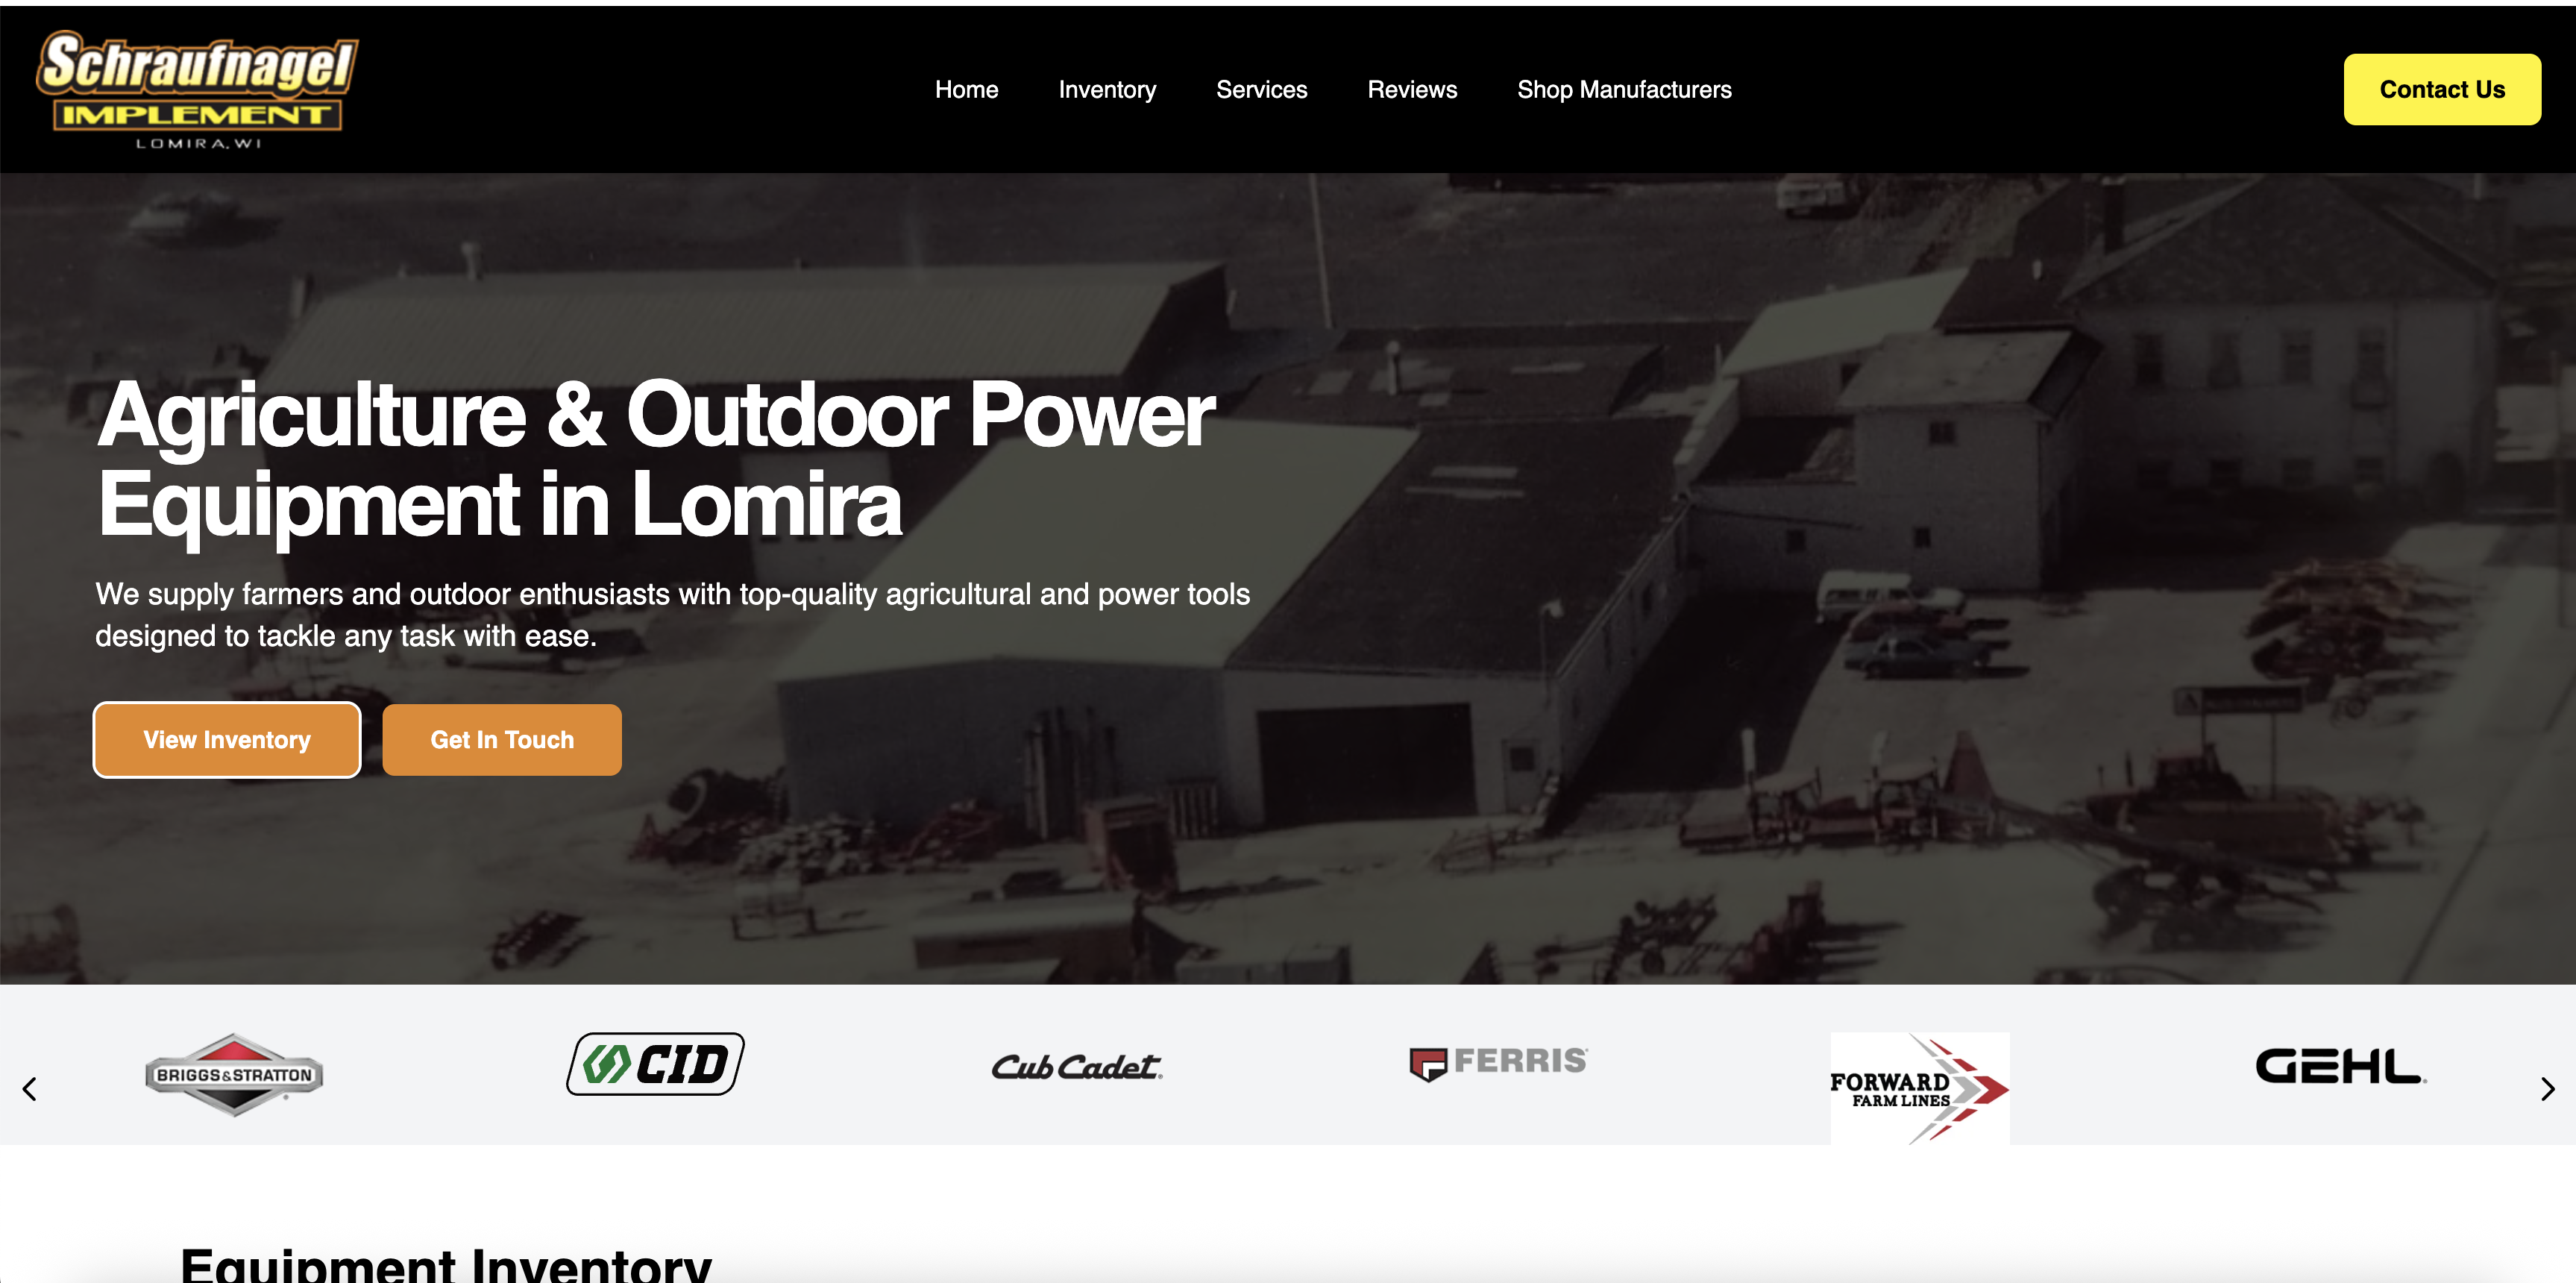 Schraufnagel
IMPLEMENT
LOMIRA, WI
Home
Inventory
Services
Reviews
Shop Manufacturers
Contact Us
Agriculture & Outdoor Power
Equipment in Lomira
We supply farmers and outdoor enthusiasts with top-quality agricultural and power tools
designed to tackle any task with ease.
View Inventory
Get In Touch
BRIGGS & STRATTON
CID
Cub Cadet
FERRIS
FORWARD
FARM LINES
GEHL
Equipment Inventory